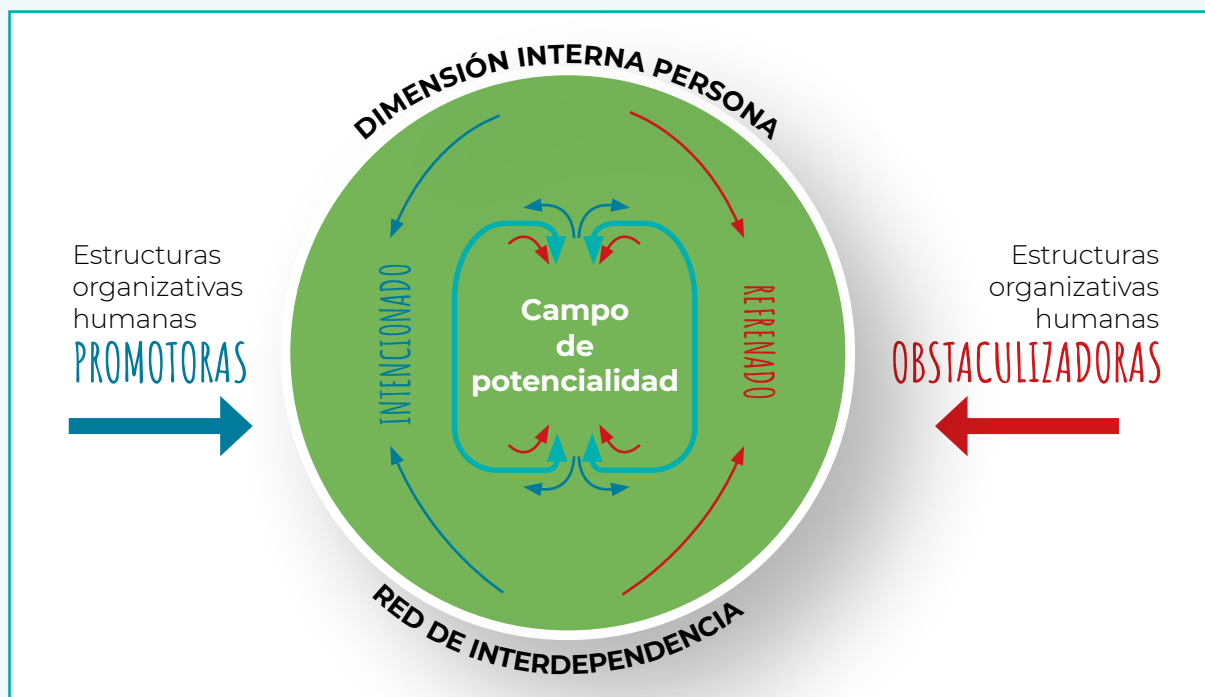 DIMENSIÓN INTERNA PERSONA
Estructuras
organizativas
humanas
PROMOTORAS
INTENCIONADO
Campo
de
potencialidad
REFRENADO
Estructuras
organizativas
humanas
OBSTACULIZADORAS
RED DE INTERDEPENDENCIA